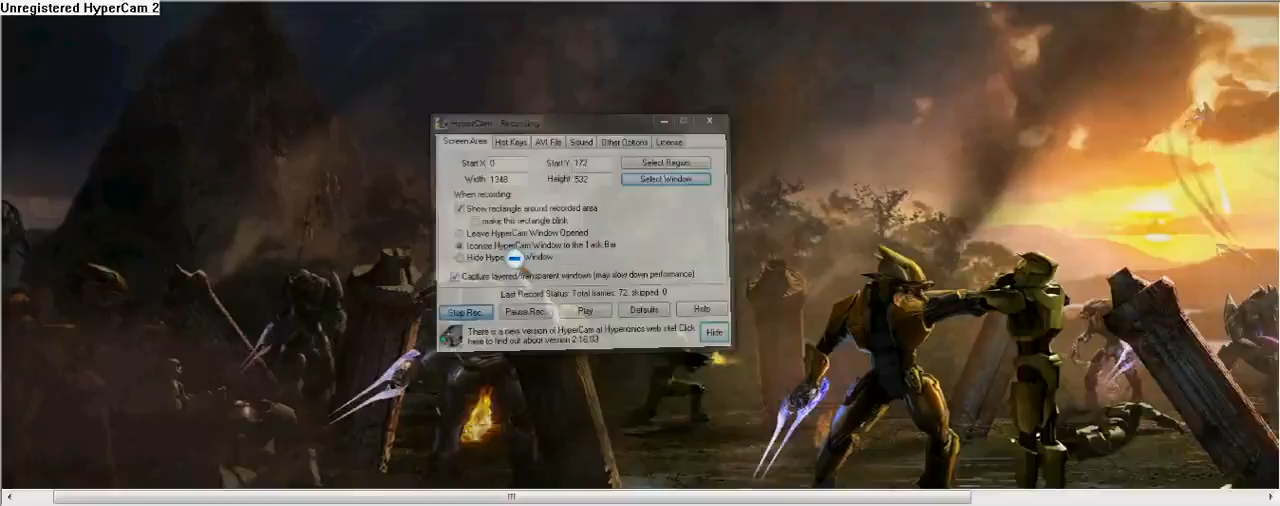 Unregistered HyperCam 2
HyperCam - Recording
Screen Area Hot Keys AVI File Sound Other Options License
Start X 0 Start Y 172 Select Region
Width 1348 Height 532 Select Window
When recording:
Show rectangle around recorded area
make this rectangle blink
Leave HyperCam Window Opened
Iconize HyperCam Window to the Task Bar
Hide Hype Window
Capture layered/transparent windows (may slow down performance)
Last Record Status: Total frames: 72, skipped: 0
Stop Rec. Pause Rec. Play Defaults Help
There is a new version of HyperCam at Hyperionics web site! Click Hide
here to find out about version 2.16.03